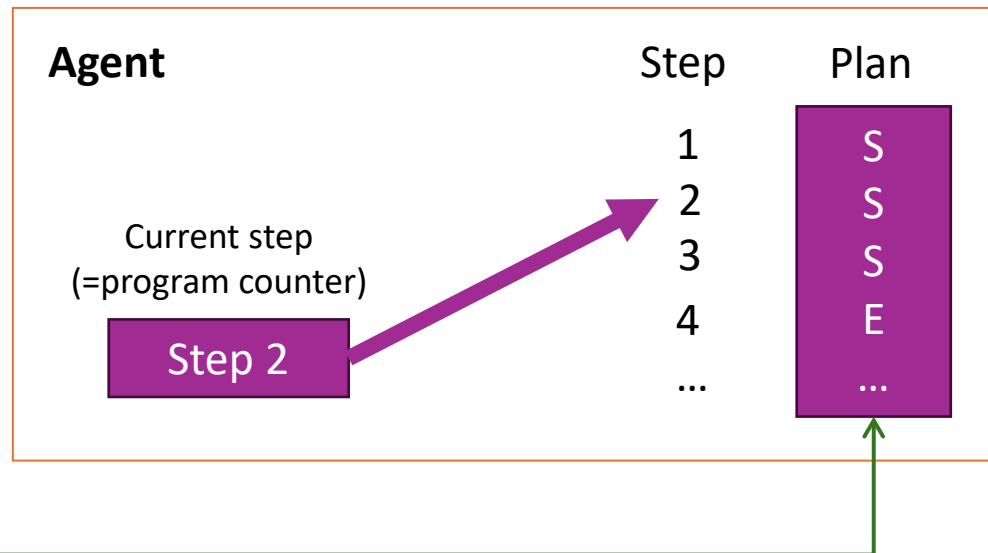 Agent
Step Plan
1 S
2 S
Current step
(=program counter)
3 S
4 E
Step 2
... ...